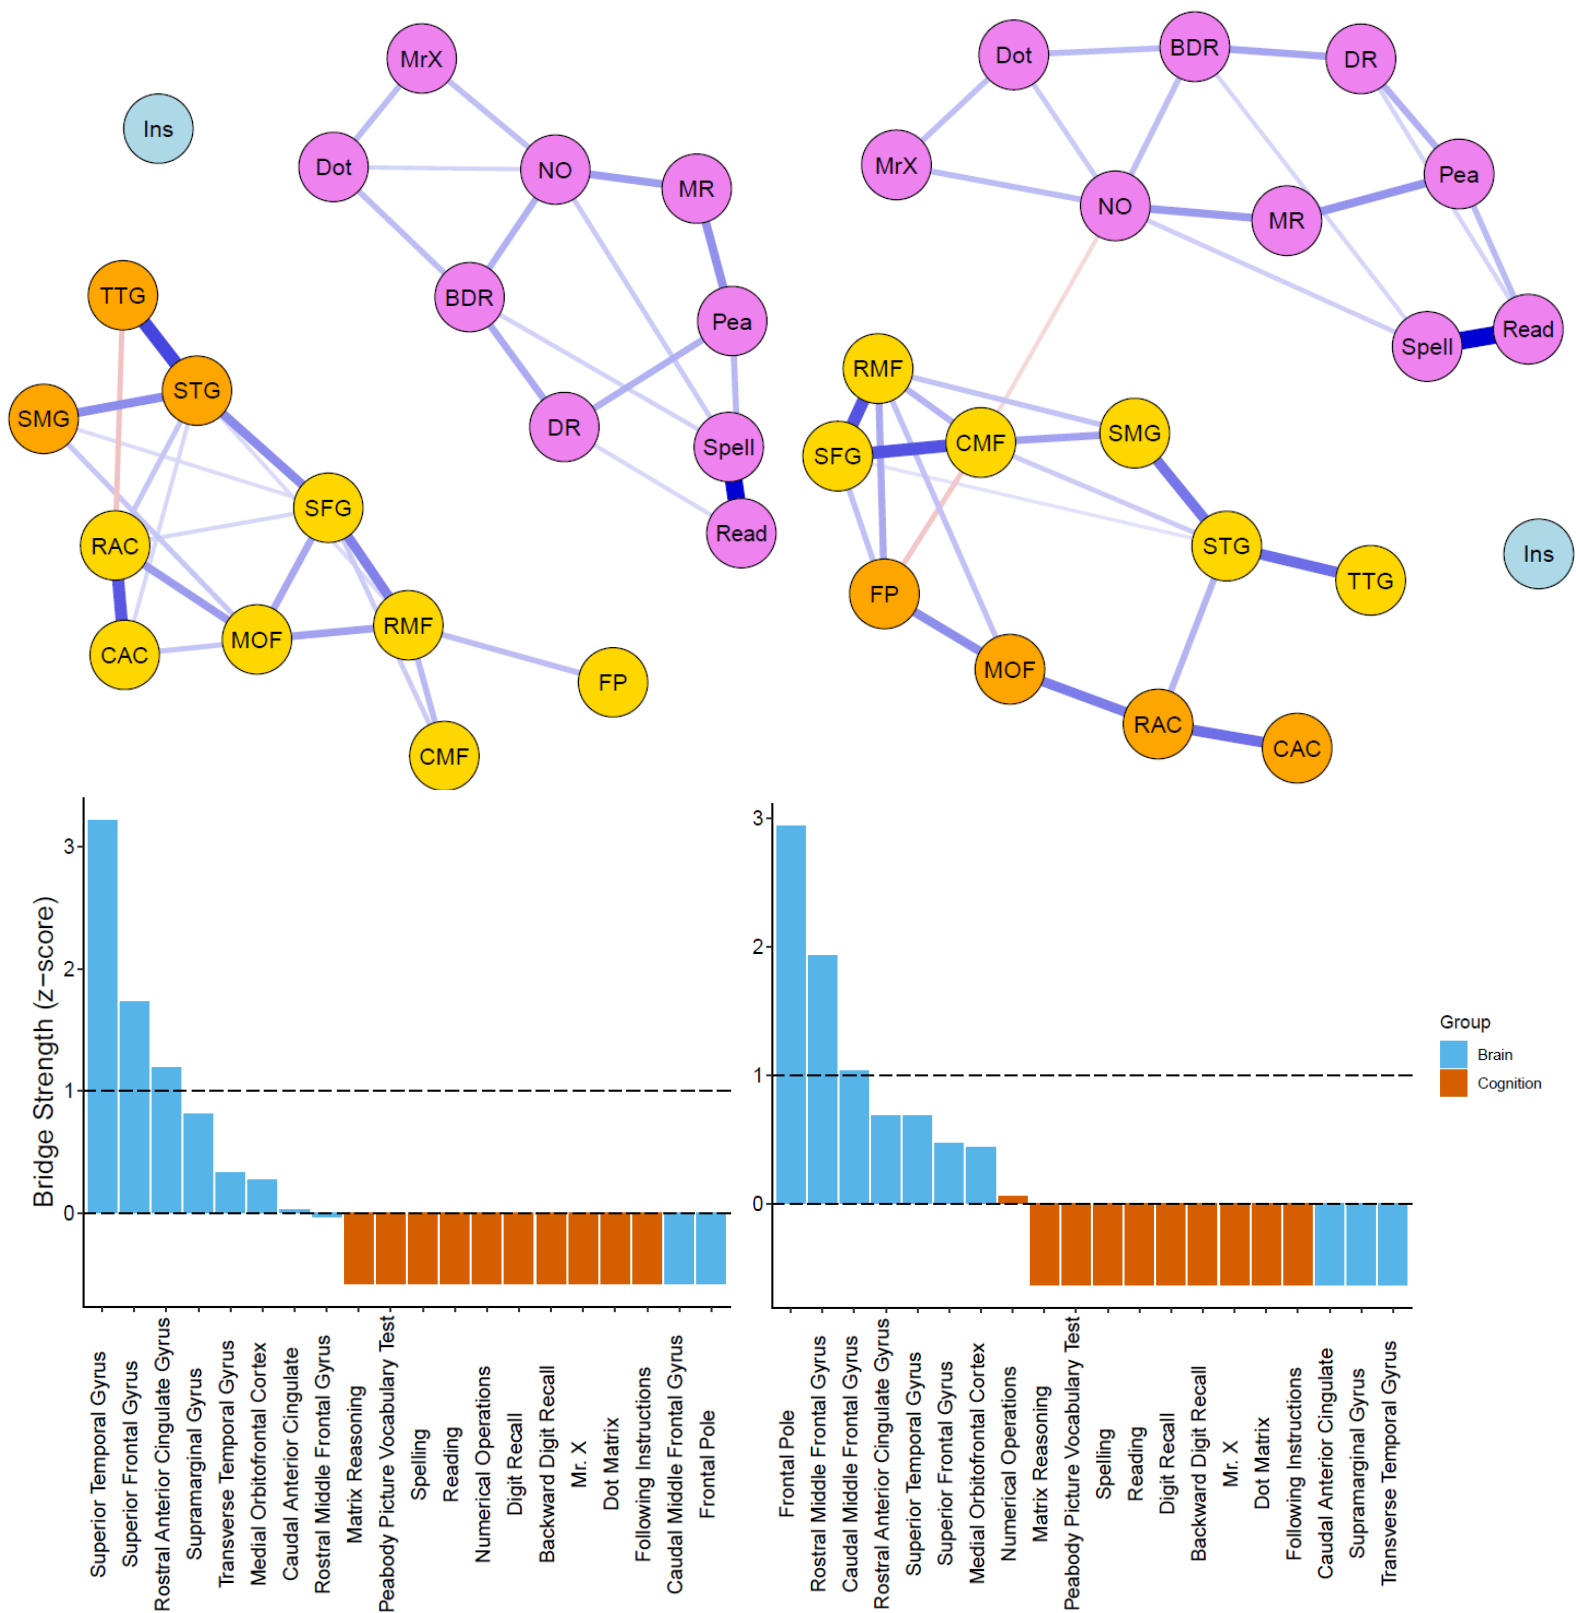 MrX
Ins
Dot
NO
MR
BDR
Pea
TTG
STG
SMG
DR
Spell
SFG
Read
RAC
MOF
RMF
CAC
FP
CMF
Dot
BDR
DR
MrX
Pea
NO
MR
Read
Spell
RMF
SMG
CMF
SFG
STG
Ins
TTG
FP
MOF
RAC
CAC
Bridge Strength (z−score)
3
2
1
0
Superior Temporal Gyrus
Superior Frontal Gyrus
Rostral Anterior Cingulate Gyrus
Supramarginal Gyrus
Transverse Temporal Gyrus
Medial Orbitofrontal Cortex
Caudal Anterior Cingulate
Rostral Middle Frontal Gyrus
Matrix Reasoning
Peabody Picture Vocabulary Test
Spelling
Reading
Numerical Operations
Digit Recall
Backward Digit Recall
Mr. X
Dot Matrix
Following Instructions
Caudal Middle Frontal Gyrus
Frontal Pole
3
2
1
0
Frontal Pole
Rostral Middle Frontal Gyrus
Caudal Middle Frontal Gyrus
Rostral Anterior Cingulate Gyrus
Superior Temporal Gyrus
Superior Frontal Gyrus
Medial Orbitofrontal Cortex
Numerical Operations
Matrix Reasoning
Peabody Picture Vocabulary Test
Spelling
Reading
Digit Recall
Backward Digit Recall
Mr. X
Dot Matrix
Following Instructions
Caudal Anterior Cingulate
Supramarginal Gyrus
Transverse Temporal Gyrus
Group
Brain
Cognition